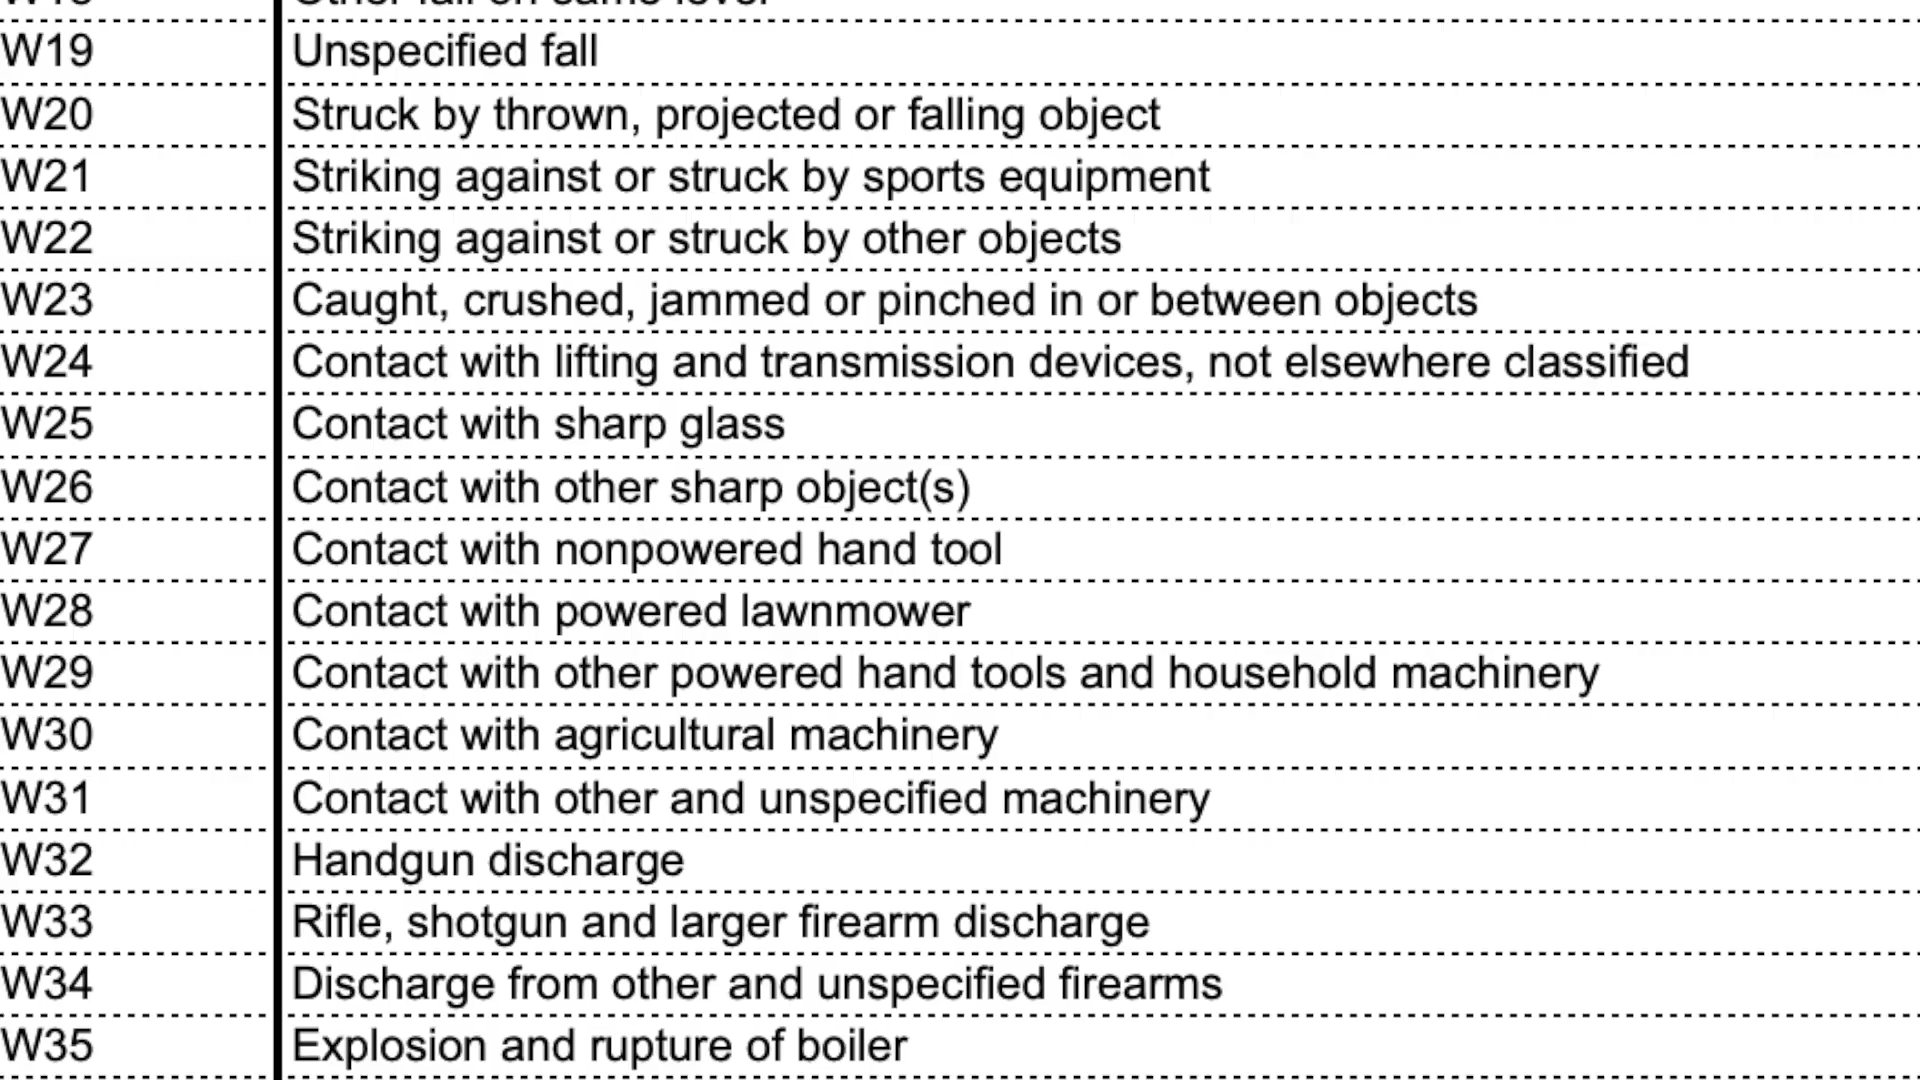 W18 Other fall on same level
W19 Unspecified fall
W20 Struck by thrown, projected or falling object
W21 Striking against or struck by sports equipment
W22 Striking against or struck by other objects
W23 Caught, crushed, jammed or pinched in or between objects
W24 Contact with lifting and transmission devices, not elsewhere classified
W25 Contact with sharp glass
W26 Contact with other sharp object(s)
W27 Contact with nonpowered hand tool
W28 Contact with powered lawnmower
W29 Contact with other powered hand tools and household machinery
W30 Contact with agricultural machinery
W31 Contact with other and unspecified machinery
W32 Handgun discharge
W33 Rifle, shotgun and larger firearm discharge
W34 Discharge from other and unspecified firearms
W35 Explosion and rupture of boiler